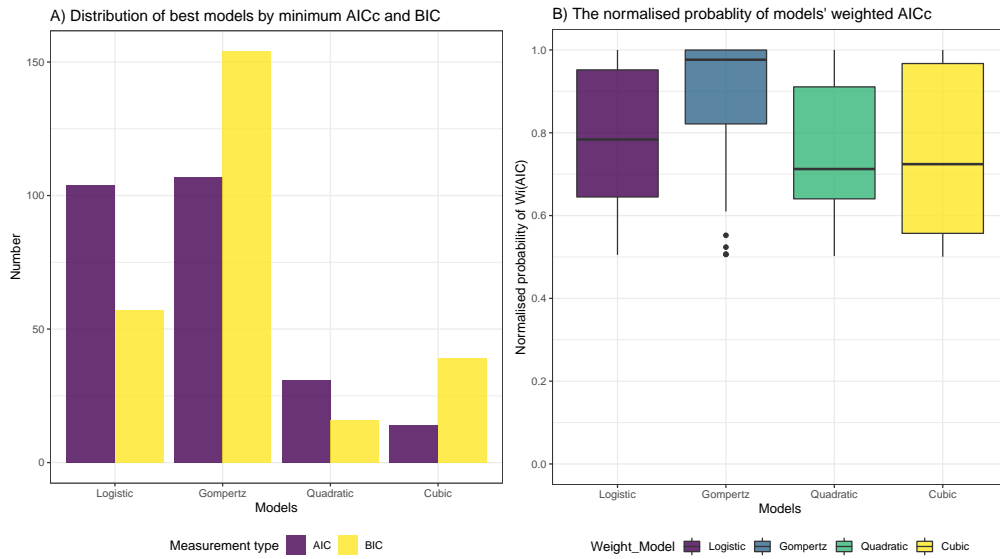 A) Distribution of best models by minimum AICc and BIC
150
100
50
0
Number
Logistic Gompertz Quadratic Cubic
Models
Measurement type AIC BIC
B) The normalised probablity of models' weighted AICc
1.0
0.8
0.6
0.4
0.2
0.0
Normalised probability of Wi(AIC)
Logistic Gompertz Quadratic Cubic
Models
Weight_Model Logistic Gompertz Quadratic Cubic